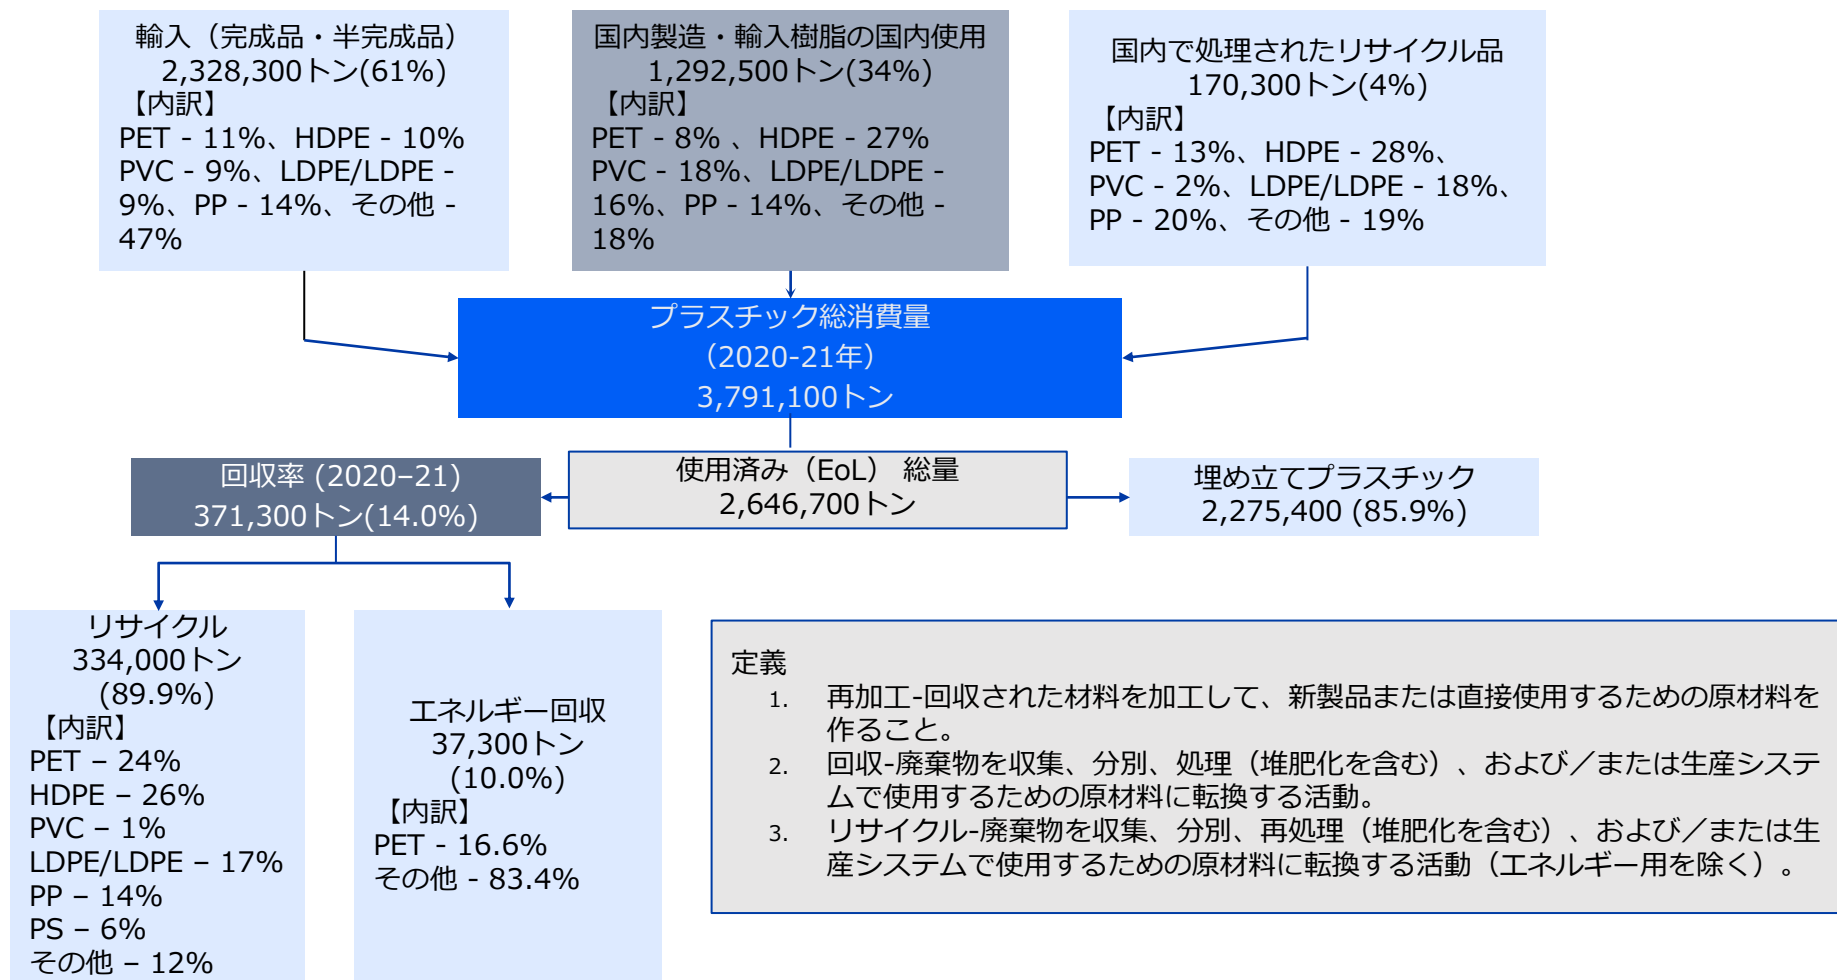 輸入（完成品・半完成品）
2,328,300トン(61%)
【内訳】
PET - 11%、HDPE - 10%
PVC - 9%、LDPE/LDPE -
9%、PP - 14%、その他 -
47%
国内製造・輸入樹脂の国内使用
1,292,500トン(34%)
【内訳】
PET - 8% 、HDPE - 27%
PVC - 18%、LDPE/LDPE -
16%、PP - 14%、その他 -
18%
国内で処理されたリサイクル品
170,300トン(4%)
【内訳】
PET - 13%、HDPE - 28%、
PVC - 2%、LDPE/LDPE - 18%、
PP - 20%、その他 - 19%
プラスチック総消費量
（2020-21年）
3,791,100トン
回収率 (2020–21)
371,300トン(14.0%)
使用済み（EoL） 総量
2,646,700トン
埋め立てプラスチック
2,275,400 (85.9%)
リサイクル
334,000トン
(89.9%)
【内訳】
PET – 24%
HDPE – 26%
PVC – 1%
LDPE/LDPE – 17%
PP – 14%
PS – 6%
その他 – 12%
エネルギー回収
37,300トン
(10.0%)
【内訳】
PET - 16.6%
その他 - 83.4%
定義
1. 再加工-回収された材料を加工して、新製品または直接使用するための原材料を
作ること。
2. 回収-廃棄物を収集、分別、処理（堆肥化を含む）、および／または生産システ
ムで使用するための原材料に転換する活動。
3. リサイクル-廃棄物を収集、分別、再処理（堆肥化を含む）、および／または生
産システムで使用するための原材料に転換する活動（エネルギー用を除く）。